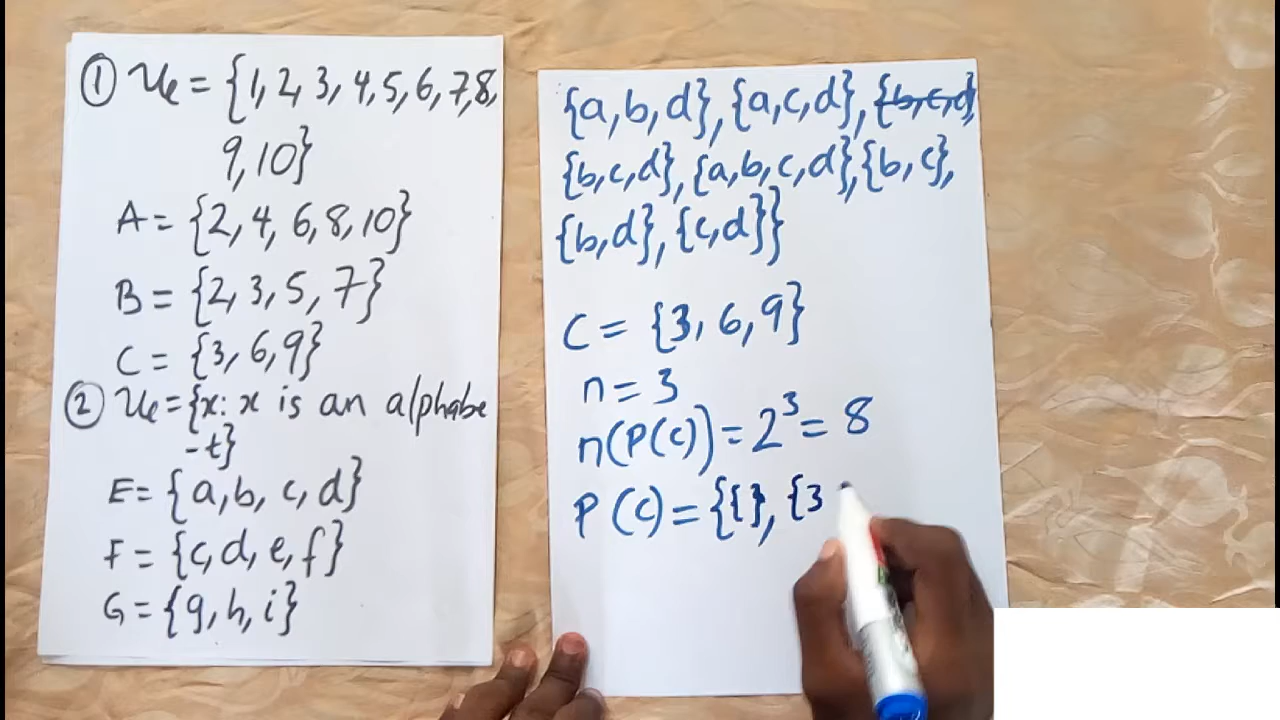 ① U = {1, 2, 3, 4, 5, 6, 7, 8,
9, 10}
A = {2, 4, 6, 8, 10}
B = {2, 3, 5, 7}
C = {3, 6, 9}
② U = {x: x is an alphabe
-t}
E = {a, b, c, d}
F = {c, d, e, f}
G = {g, h, i}
{a, b, d}, {a, c, d}, {b, c, d},
{b, c, d}, {a, b, c, d}, {b, c},
{b, d}, {c, d}}
C = {3, 6, 9}
n = 3
n(P(C)) = 2³ = 8
P(C) = {{}, {3